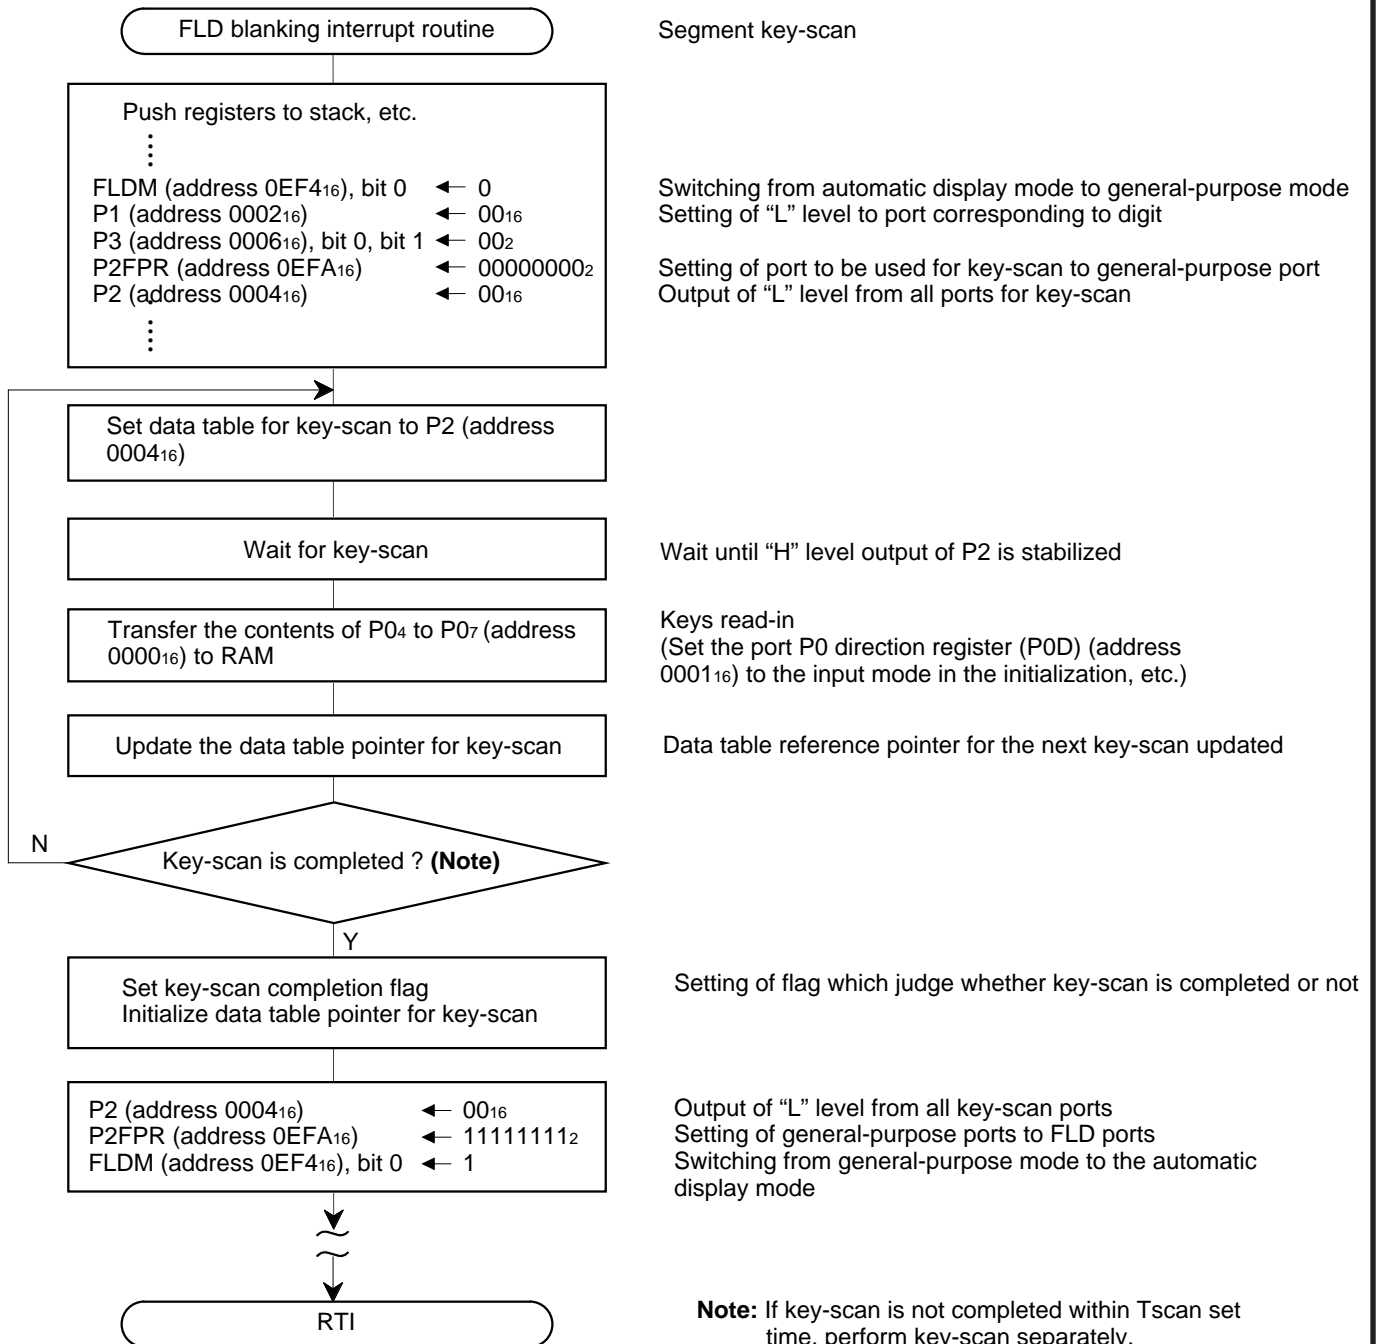 FLD blanking interrupt routine
Segment key-scan
Push registers to stack, etc.
FLDM (address 0EF4₁₆), bit 0 ← 0
Switching from automatic display mode to general-purpose mode
P1 (address 0002₁₆) ← 00₁₆
Setting of “L” level to port corresponding to digit
P3 (address 0006₁₆), bit 0, bit 1 ← 00₂
P2FPR (address 0EFA₁₆) ← 00000000₂
Setting of port to be used for key-scan to general-purpose port
P2 (address 0004₁₆) ← 00₁₆
Output of “L” level from all ports for key-scan
Set data table for key-scan to P2 (address
0004₁₆)
Wait for key-scan
Wait until “H” level output of P2 is stabilized
Transfer the contents of P0₄ to P0₇ (address
0000₁₆) to RAM
Keys read-in
(Set the port P0 direction register (P0D) (address
0001₁₆) to the input mode in the initialization, etc.)
Update the data table pointer for key-scan
Data table reference pointer for the next key-scan updated
N
Key-scan is completed ? (Note)
Y
Set key-scan completion flag
Initialize data table pointer for key-scan
Setting of flag which judge whether key-scan is completed or not
P2 (address 0004₁₆) ← 00₁₆
Output of “L” level from all key-scan ports
P2FPR (address 0EFA₁₆) ← 11111111₂
Setting of general-purpose ports to FLD ports
FLDM (address 0EF4₁₆), bit 0 ← 1
Switching from general-purpose mode to the automatic
display mode
RTI
Note: If key-scan is not completed within Tscan set
time, perform key-scan separately.